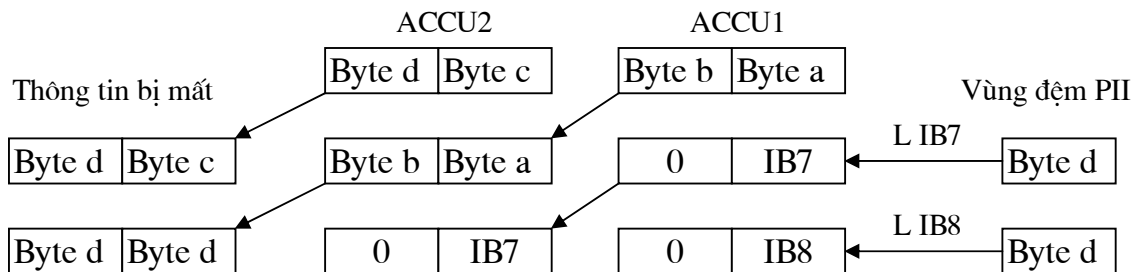 ACCU2 ACCU1
Byte d Byte c Byte b Byte a
Thông tin bị mất Vùng đệm PII
L IB7
Byte d Byte c Byte b Byte a 0 IB7 Byte d
L IB8
Byte d Byte d 0 IB7 0 IB8 Byte d